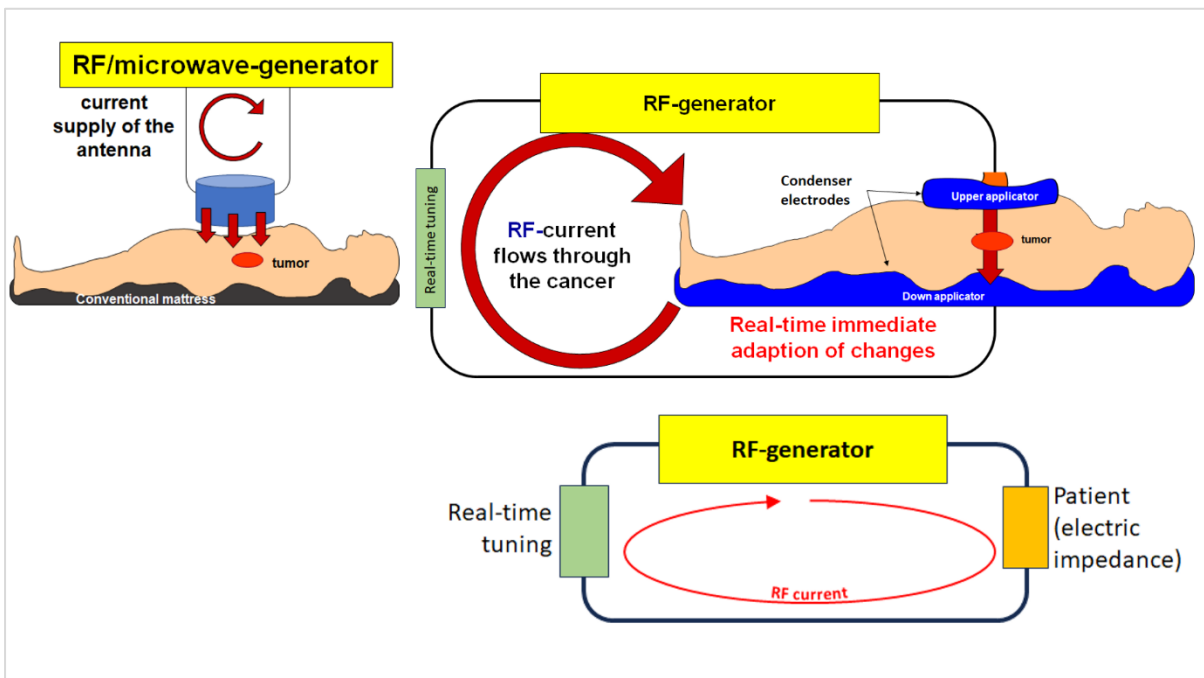 RF/microwave-generator
current
supply of the
antenna
tumor
Conventional mattress
RF-generator
Real-time tuning
RF-current
flows through
the cancer
Condenser
electrodes
Upper applicator
tumor
Down applicator
Real-time immediate
adaption of changes
RF-generator
Real-time
tuning
RF current
Patient
(electric
impedance)